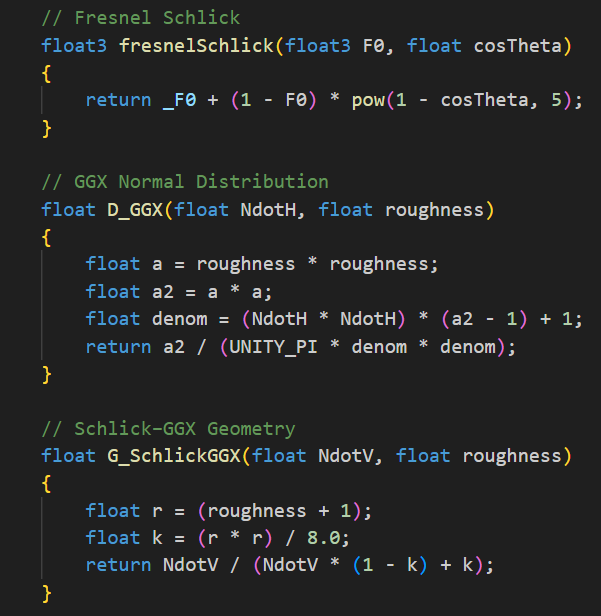 // Fresnel Schlick
float3 fresnelSchlick(float3 F0, float cosTheta)
{
    return _F0 + (1 - F0) * pow(1 - cosTheta, 5);
}

// GGX Normal Distribution
float D_GGX(float NdotH, float roughness)
{
    float a = roughness * roughness;
    float a2 = a * a;
    float denom = (NdotH * NdotH) * (a2 - 1) + 1;
    return a2 / (UNITY_PI * denom * denom);
}

// Schlick–GGX Geometry
float G_SchlickGGX(float NdotV, float roughness)
{
    float r = (roughness + 1);
    float k = (r * r) / 8.0;
    return NdotV / (NdotV * (1 - k) + k);
}